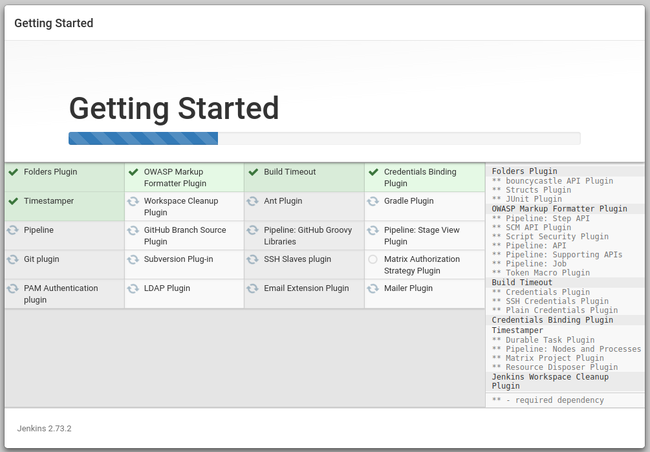 Getting Started
Getting Started
Folders Plugin
OWASP Markup
Formatter Plugin
Build Timeout
Credentials Binding
Plugin
Timestamper
Workspace Cleanup
Plugin
Ant Plugin
Gradle Plugin
Pipeline
GitHub Branch Source
Plugin
Pipeline: GitHub Groovy
Libraries
Pipeline: Stage View
Plugin
Git plugin
Subversion Plug-in
SSH Slaves plugin
Matrix Authorization
Strategy Plugin
PAM Authentication
plugin
LDAP Plugin
Email Extension Plugin
Mailer Plugin
Folders Plugin
** bouncycastle API Plugin
** Structs Plugin
** JUnit Plugin
OWASP Markup Formatter Plugin
** Pipeline: Step API
** SCM API Plugin
** Script Security Plugin
** Pipeline: API
** Pipeline: Supporting APIs
** Pipeline: Job
** Token Macro Plugin
Build Timeout
** Credentials Plugin
** SSH Credentials Plugin
** Plain Credentials Plugin
Credentials Binding Plugin
Timestamper
** Durable Task Plugin
** Pipeline: Nodes and Processes
** Matrix Project Plugin
** Resource Disposer Plugin
Jenkins Workspace Cleanup
Plugin
** - required dependency
Jenkins 2.73.2